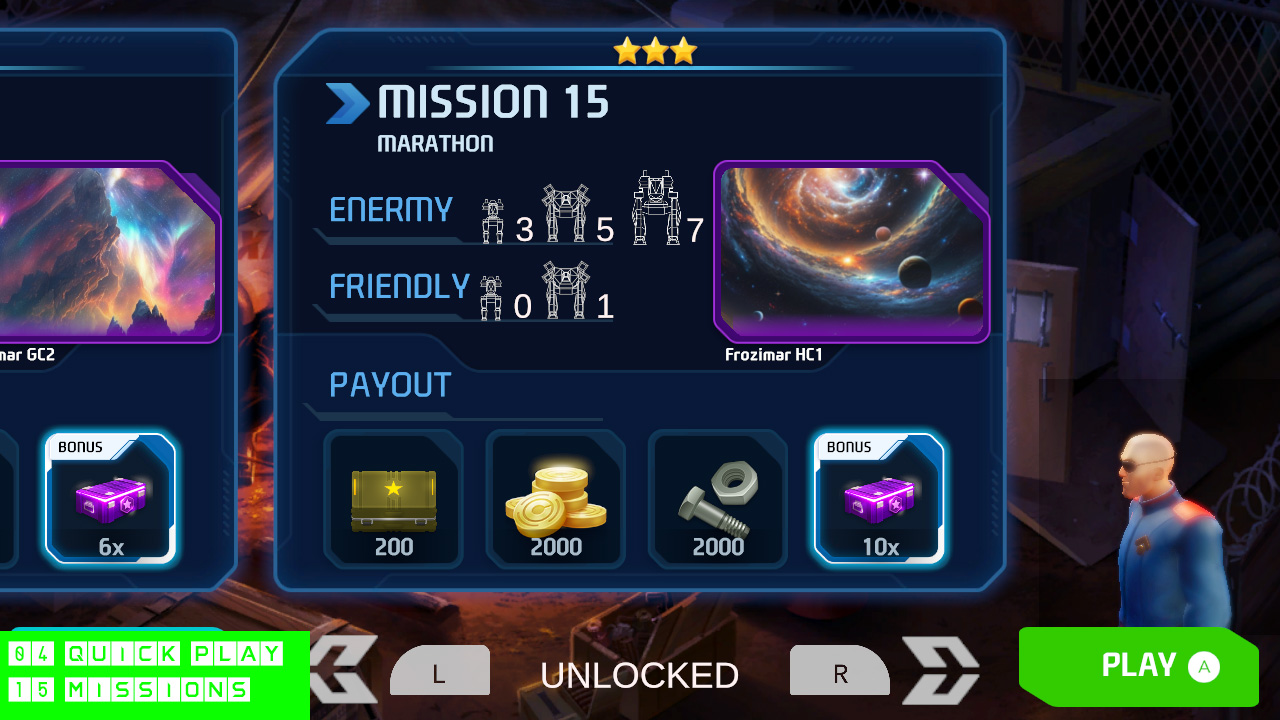 MISSION 15
MARATHON
ENERMY 3 5 7
FRIENDLY 0 1
mar GC2
Frozimar HC1
PAYOUT
BONUS
6x
200
2000
2000
BONUS
10x
04 QUICK PLAY
15 MISSIONS
L
UNLOCKED
R
PLAY A